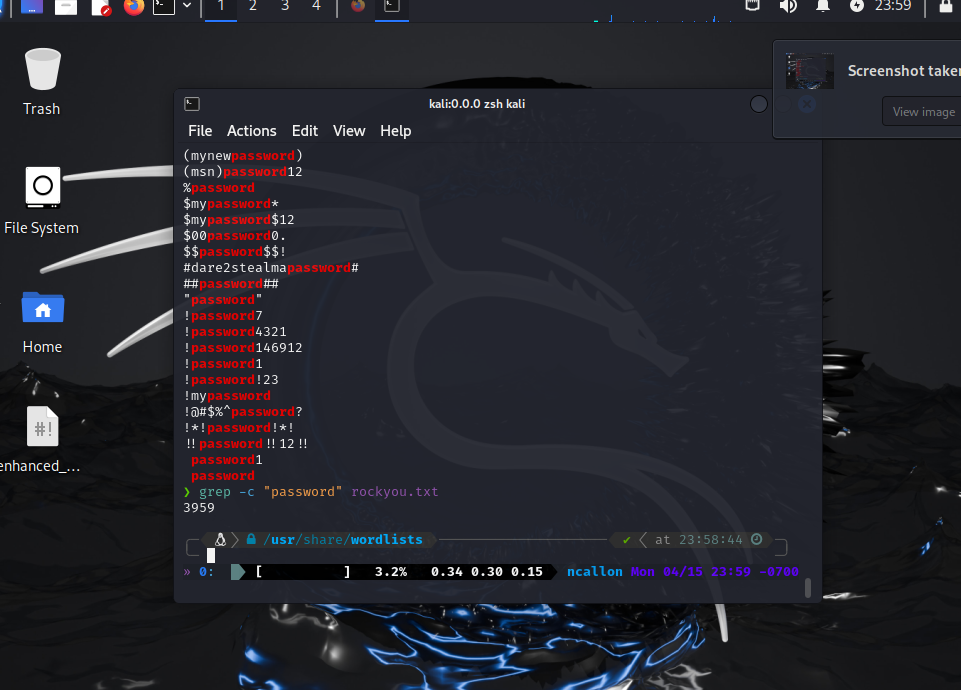 1 2 3 4 23:59
Screenshot taken
View image
Trash
File System
Home
#!
enhanced_...
kali:0.0.0 zsh kali
File Actions Edit View Help
(mynewpassword)
(msn)password12
%password
$mypassword*
$mypassword$12
$00password0.
$$password$$!
#dare2stealmapassword#
##password##
"password"
!password7
!password4321
!password146912
!password1
!password!23
!mypassword
!@#$%^password?
!*!password!*!
!!password!!12!!
password1
password
❯ grep -c "password" rockyou.txt
3959
/usr/share/wordlists ✔ at 23:58:44
» 0: [ ] 3.2% 0.34 0.30 0.15 ncallon Mon 04/15 23:59 -0700